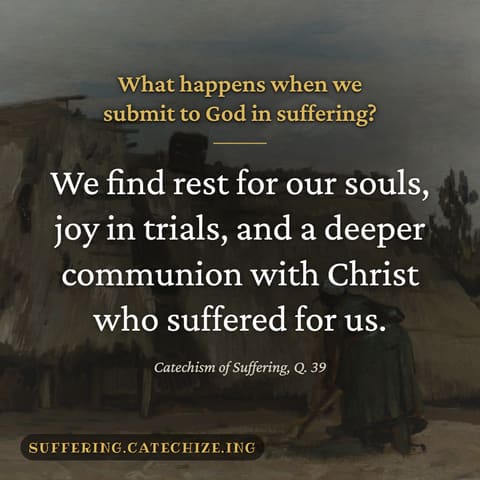 What happens when we
submit to God in suffering?
We find rest for our souls,
joy in trials, and a deeper
communion with Christ
who suffered for us.
Catechism of Suffering, Q. 39
SUFFERING.CATECHIZE.ING